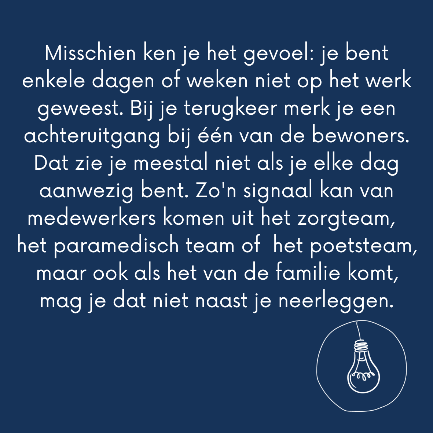 Misschien ken je het gevoel: je bent
enkele dagen of weken niet op het werk
geweest. Bij je terugkeer merk je een
achteruitgang bij één van de bewoners.
Dat zie je meestal niet als je elke dag
aanwezig bent. Zo'n signaal kan van
medewerkers komen uit het zorgteam,
het paramedisch team of het poetsteam,
maar ook als het van de familie komt,
mag je dat niet naast je neerleggen.